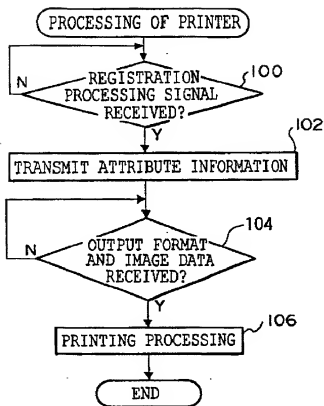 PROCESSING OF PRINTER
100
N
REGISTRATION
PROCESSING SIGNAL
RECEIVED?
Y
102
TRANSMIT ATTRIBUTE INFORMATION
104
N
OUTPUT FORMAT
AND IMAGE DATA
RECEIVED?
Y
106
PRINTING PROCESSING
END